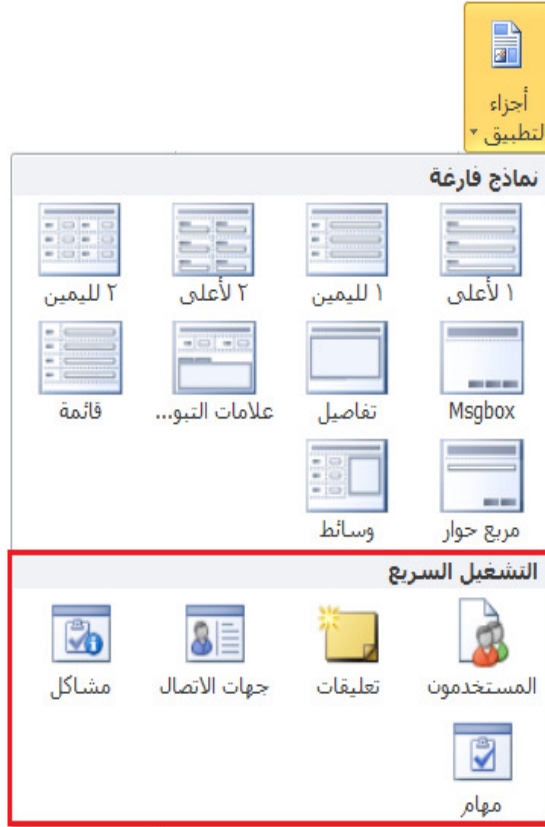 أجزاء
لتطبيق
نماذج فارغة
١ لأعلى
١ لليمين
٢ لأعلى
٢ لليمين
Msgbox
تفاصيل
علامات التبو...
قائمة
مربع حوار
وسائط
التشغيل السريع
المستخدمون
تعليقات
جهات الاتصال
مشاكل
مهام